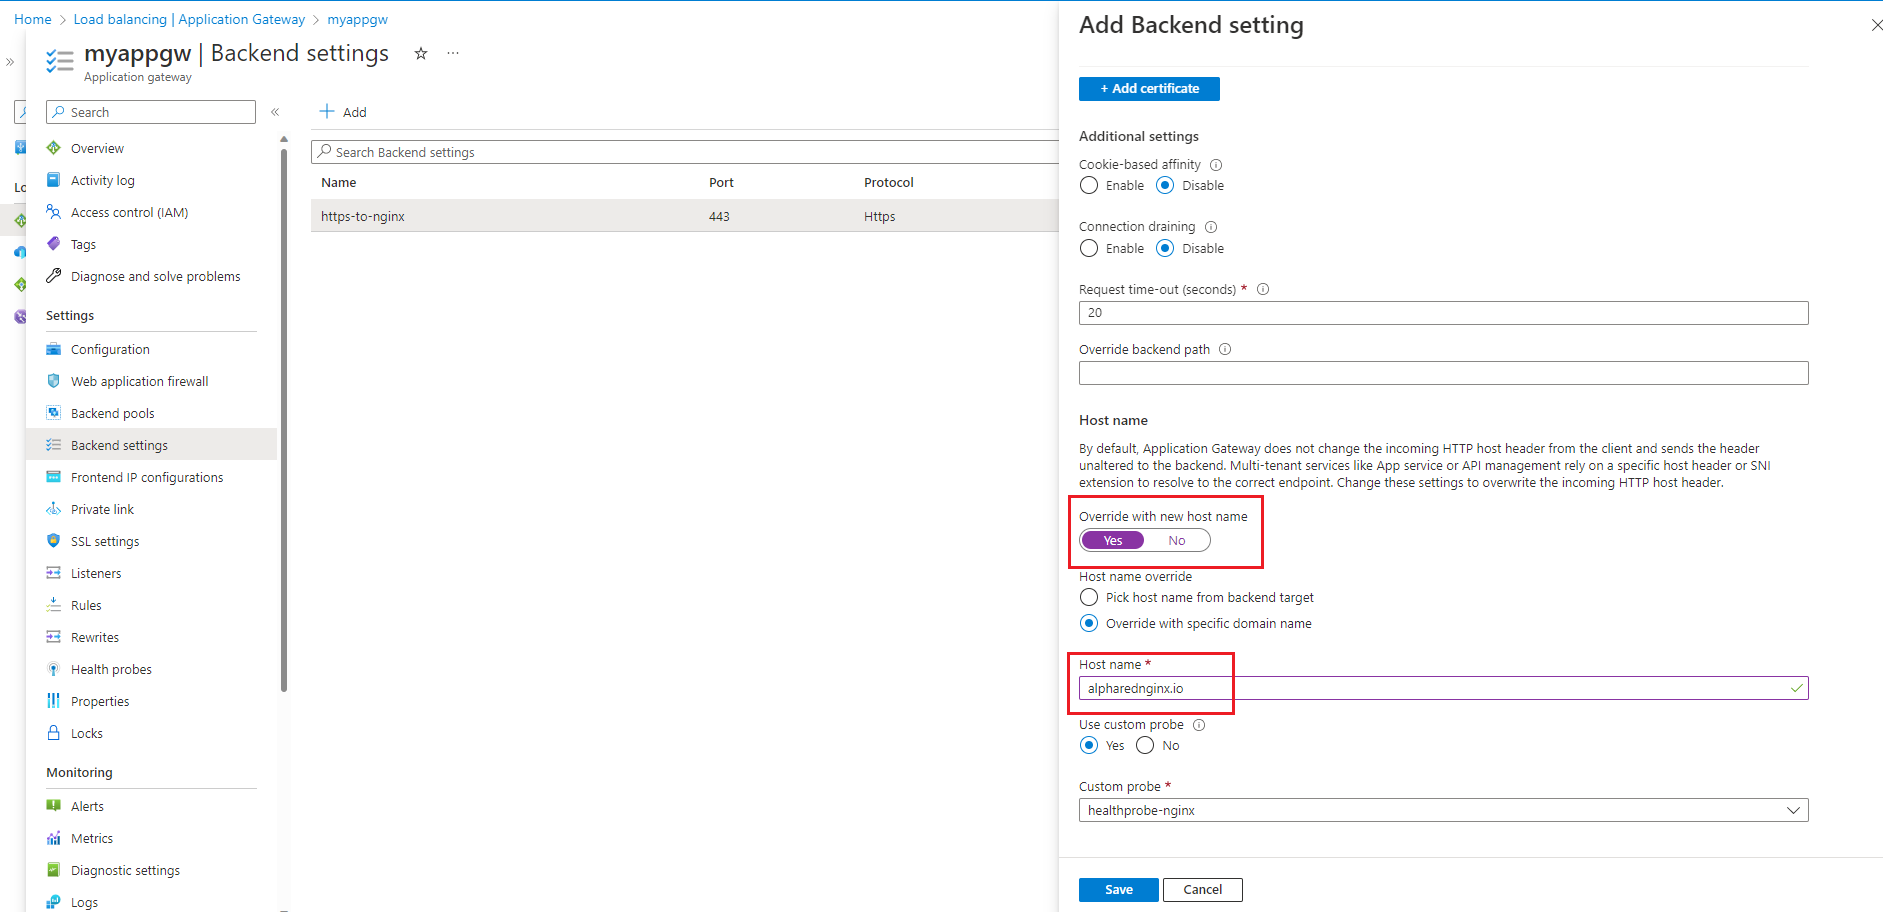 Home > Load balancing | Application Gateway > myappgw
myappgw | Backend settings
Application gateway
Search
Overview
Activity log
Access control (IAM)
Tags
Diagnose and solve problems
Settings
Configuration
Web application firewall
Backend pools
Backend settings
Frontend IP configurations
Private link
SSL settings
Listeners
Rules
Rewrites
Health probes
Properties
Locks
Monitoring
Alerts
Metrics
Diagnostic settings
Logs
Lo
+ Add
Search Backend settings
Name Port Protocol
https-to-nginx 443 Https
Add Backend setting
+ Add certificate
Additional settings
Cookie-based affinity
Enable Disable
Connection draining
Enable Disable
Request time-out (seconds) *
20
Override backend path
Host name
By default, Application Gateway does not change the incoming HTTP host header from the client and sends the header
unaltered to the backend. Multi-tenant services like App service or API management rely on a specific host header or SNI
extension to resolve to the correct endpoint. Change these settings to overwrite the incoming HTTP host header.
Override with new host name
Yes No
Host name override
Pick host name from backend target
Override with specific domain name
Host name *
alpharednginx.io
Use custom probe
Yes No
Custom probe *
healthprobe-nginx
Save Cancel